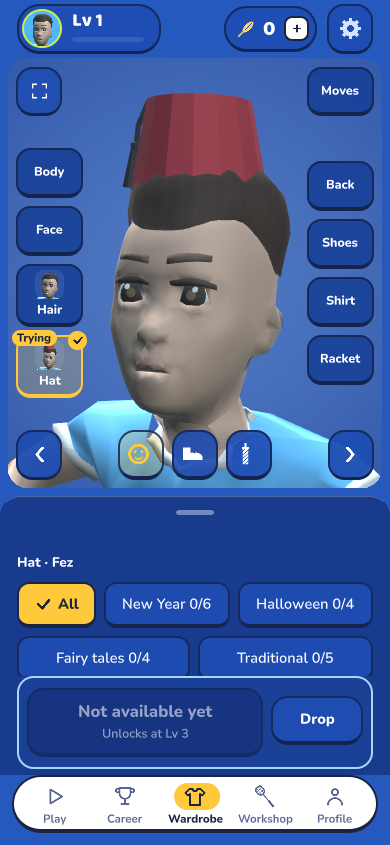 Lv 1
0
+
Moves
Body
Back
Face
Shoes
Hair
Shirt
Trying
Hat
Racket
Hat · Fez
All
New Year 0/6
Halloween 0/4
Fairy tales 0/4
Traditional 0/5
Not available yet
Unlocks at Lv 3
Drop
Play
Career
Wardrobe
Workshop
Profile